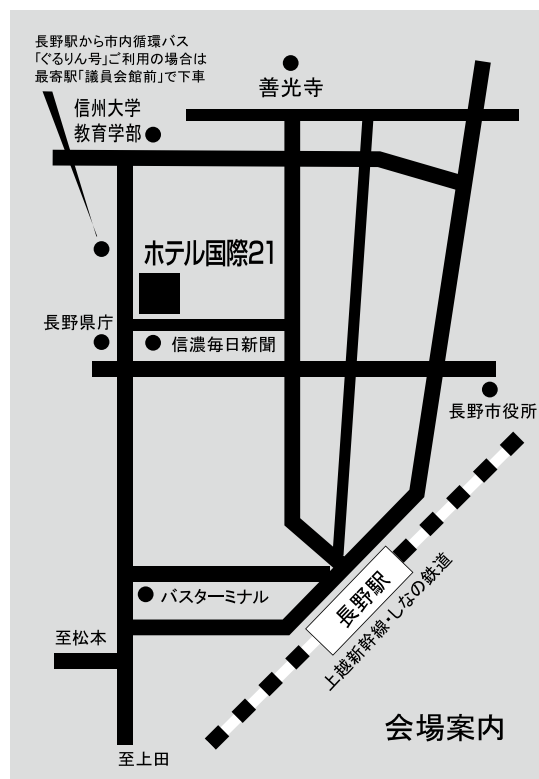 長野駅から市内循環バス
「ぐるりん号」ご利用の場合は
最寄駅「議員会館前」で下車
善光寺
信州大学
教育学部
ホテル国際21
長野県庁
信濃毎日新聞
長野市役所
バスターミナル
長野駅
上越新幹線・しなの鉄道
至松本
会場案内
至上田